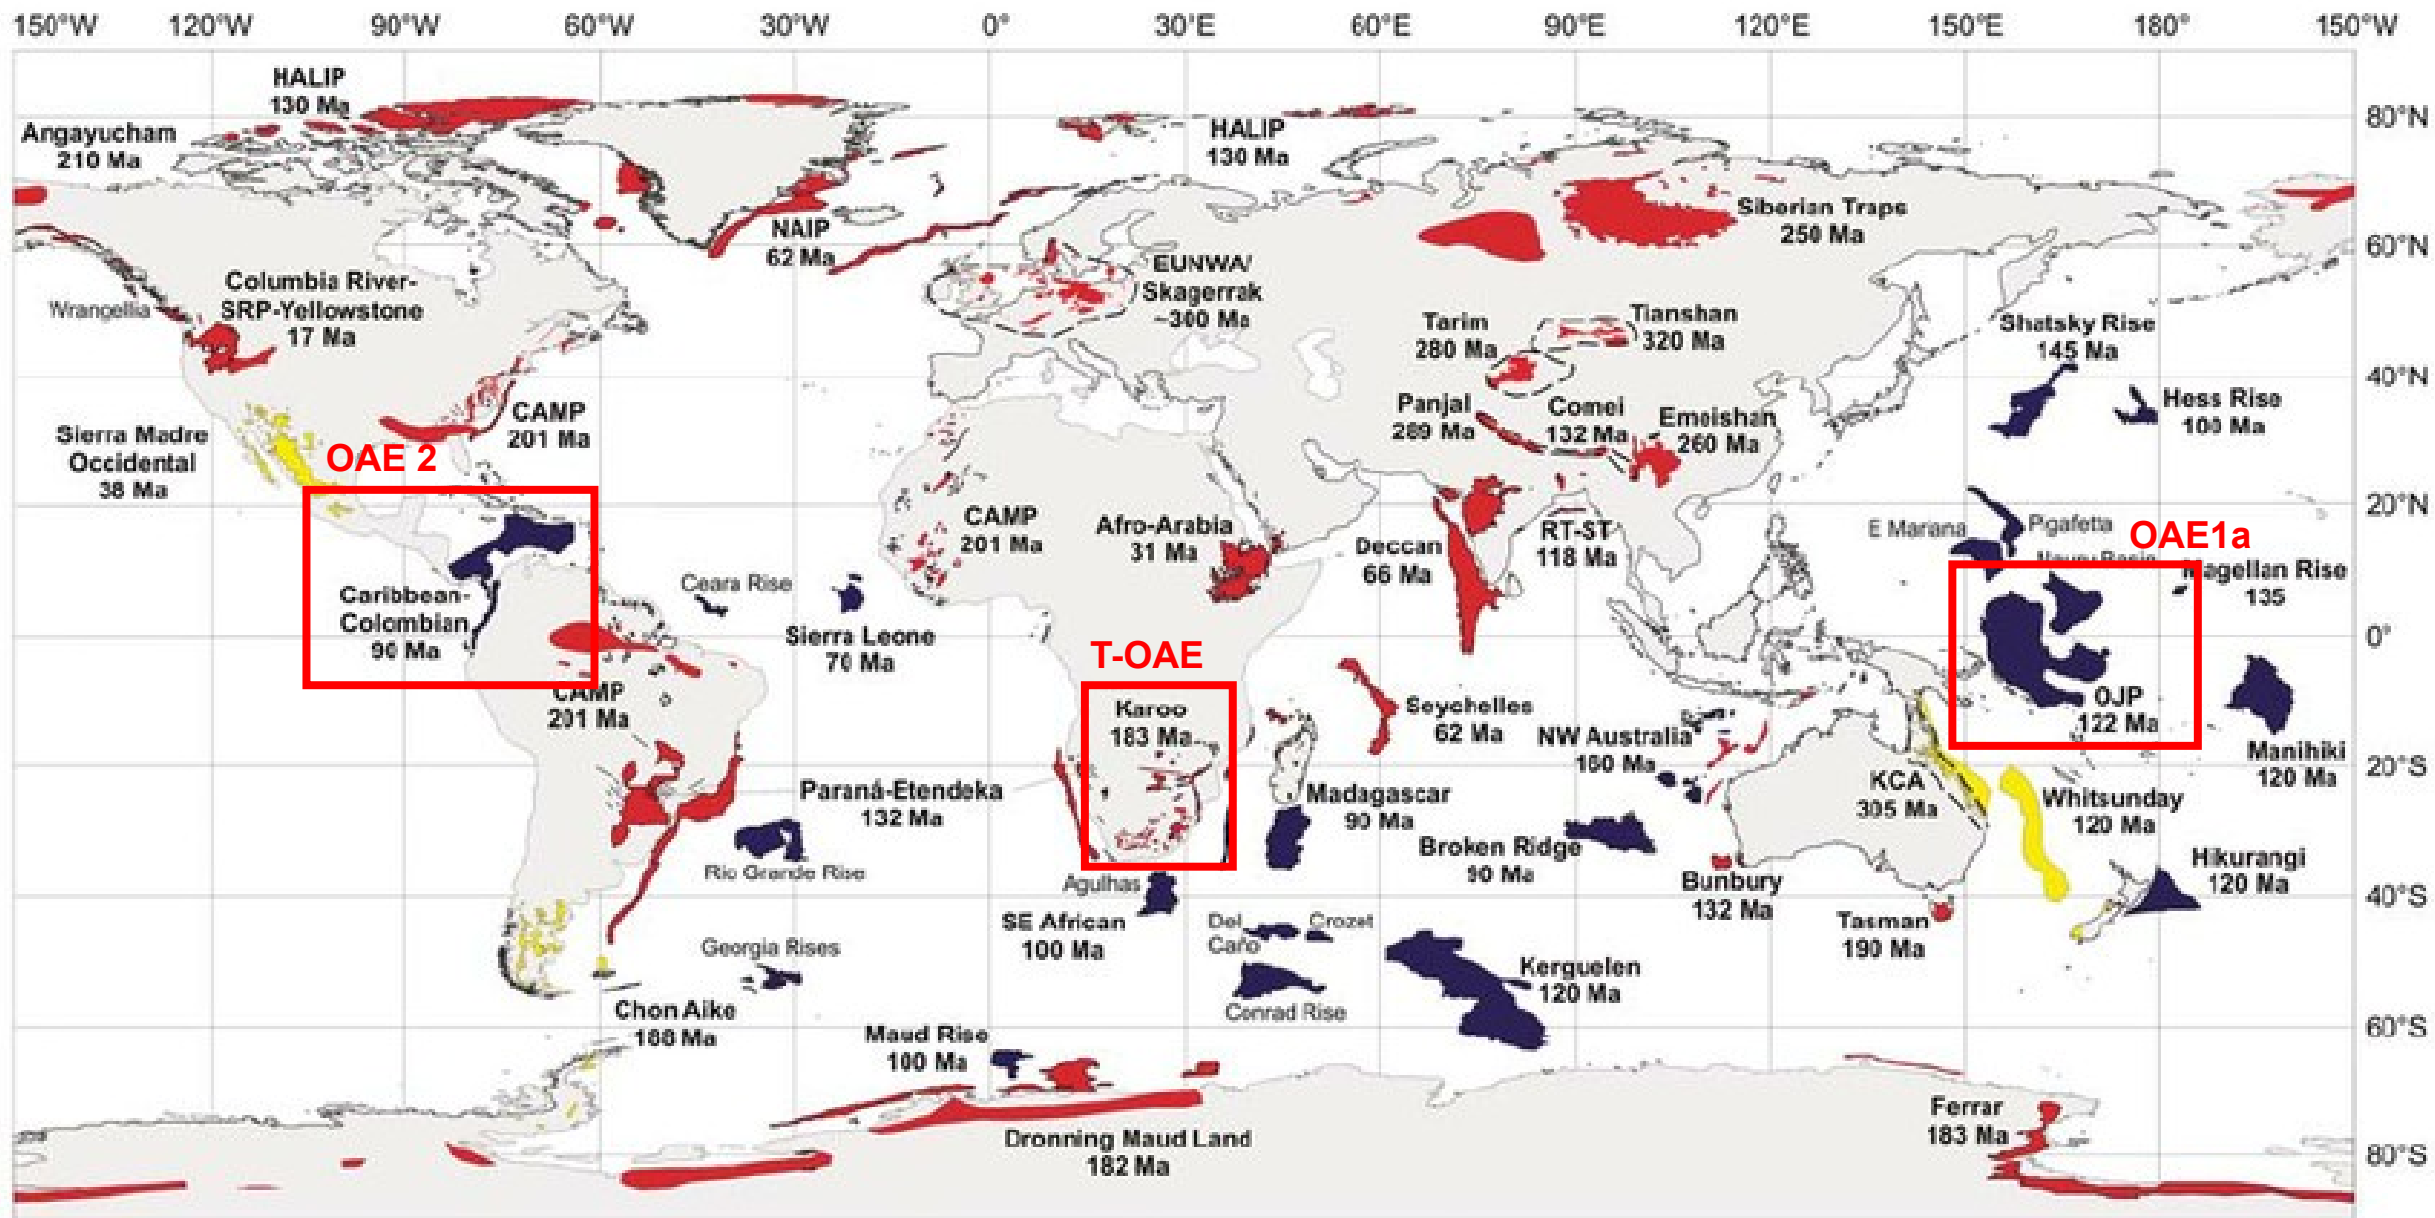 150°W 120°W 90°W 60°W 30°W 0° 30°E 60°E 90°E 120°E 150°E 180° 150°W
HALIP
130 Ma
Angayucham
210 Ma
HALIP
130 Ma
80°N
NAIP
62 Ma
Siberian Traps
250 Ma
60°N
Columbia River-
SRP-Yellowstone
17 Ma
Wrangellia
EUNWA/
Skagerrak
~300 Ma
Tarim
280 Ma
Tianshan
320 Ma
Shatsky Rise
145 Ma
40°N
CAMP
201 Ma
Sierra Madre
Occidental
38 Ma
OAE 2
Panjal
289 Ma
Comei
132 Ma
Emeishan
260 Ma
Hess Rise
100 Ma
20°N
CAMP
201 Ma
Afro-Arabia
31 Ma
Deccan
66 Ma
RT-ST
118 Ma
E Mariana
Pigafetta
OAE1a
Nauru Basin
Magellan Rise
135
Caribbean-
Colombian
90 Ma
Ceara Rise
Sierra Leone
70 Ma
0°
T-OAE
CAMP
201 Ma
Karoo
183 Ma
Seychelles
62 Ma
NW Australia
160 Ma
OJP
122 Ma
Manihiki
120 Ma
20°S
Paraná-Etendeka
132 Ma
Madagascar
90 Ma
KCA
305 Ma
Whitsunday
120 Ma
Rio Grande Rise
Agulhas
Broken Ridge
90 Ma
Bunbury
132 Ma
Hikurangi
120 Ma
40°S
SE African
100 Ma
Del
Caño
Crozet
Tasman
190 Ma
Georgia Rises
Kerguelen
120 Ma
Chon Aike
188 Ma
Conrad Rise
60°S
Maud Rise
100 Ma
Ferrar
183 Ma
Dronning Maud Land
182 Ma
80°S